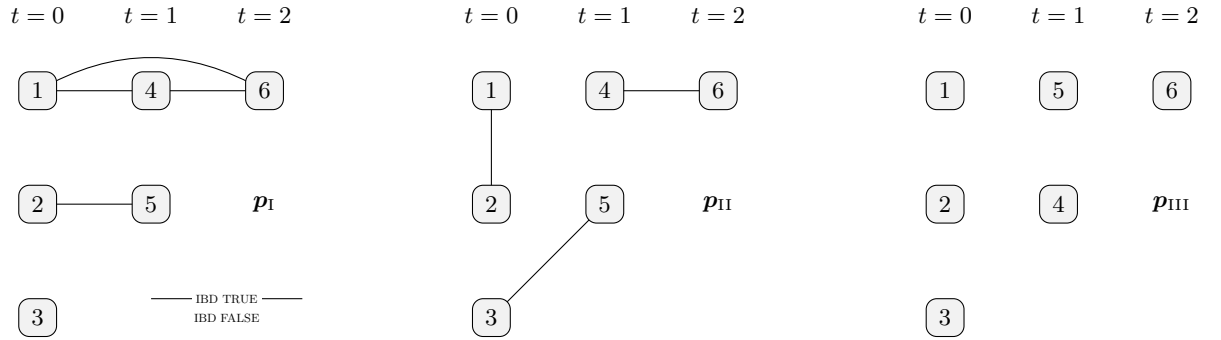 t = 0 t = 1 t = 2 t = 0 t = 1 t = 2 t = 0 t = 1 t = 2
1 4 6 1 4 6 1 5 6
2 5 p_I 2 5 p_II 2 4 p_III
IBD TRUE
IBD FALSE
3 3 3